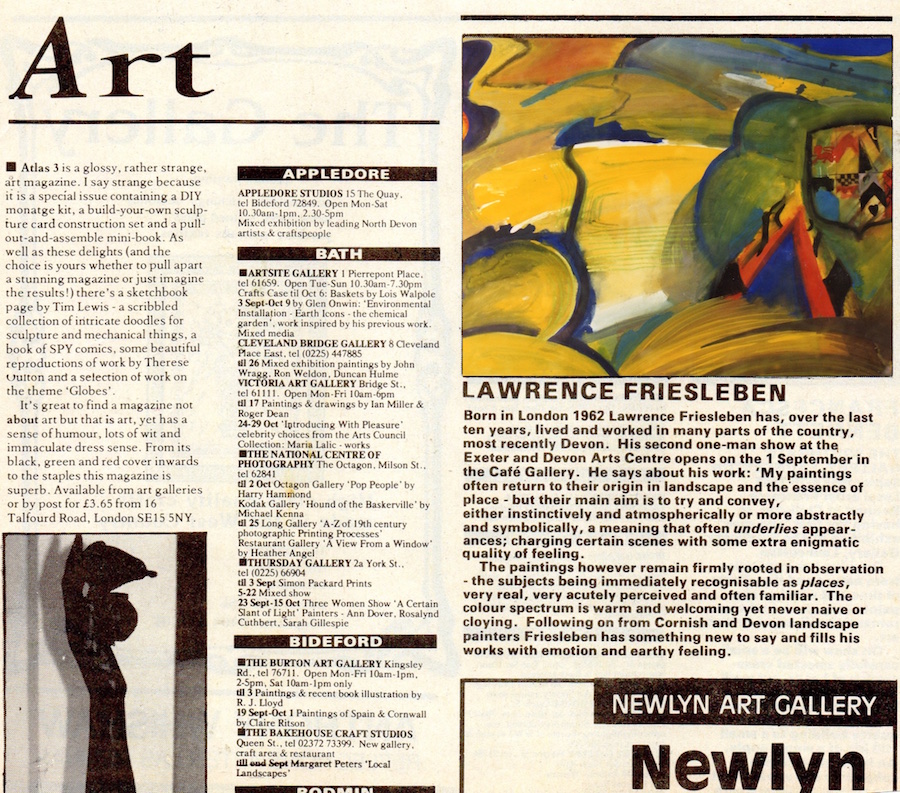 Art
■ Atlas 3 is a glossy, rather strange,
art magazine. I say strange because
it is a special issue containing a DIY
monatge kit, a build-your-own sculp-
ture card construction set and a pull-
out-and-assemble mini-book. As
well as these delights (and the
choice is yours whether to pull apart
a stunning magazine or just imagine
the results!) there's a sketchbook
page by Tim Lewis - a scribbled
collection of intricate doodles for
sculpture and mechanical things, a
book of SPY comics, some beautiful
reproductions of work by Therese
Oulton and a selection of work on
the theme 'Globes'.
It's great to find a magazine not
about art but that is art, yet has a
sense of humour, lots of wit and
immaculate dress sense. From its
black, green and red cover inwards
to the staples this magazine is
superb. Available from art galleries
or by post for £3.65 from 16
Talfourd Road, London SE15 5NY.
APPLEDORE
APPLEDORE STUDIOS 15 The Quay,
tel Bideford 72849. Open Mon-Sat
10.30am-1pm, 2.30-5pm
Mixed exhibition by leading North Devon
artists & craftspeople
BATH
■ARTSITE GALLERY 1 Pierrepont Place,
tel 61659. Open Tue-Sun 10.30am-7.30pm
Crafts Case til Oct 6: Baskets by Lois Walpole
3 Sept-Oct 9 by Glen Onwin: 'Environmental
Installation - Earth Icons - the chemical
garden', work inspired by his previous work.
Mixed media
CLEVELAND BRIDGE GALLERY 8 Cleveland
Place East, tel (0225) 447885
til 26 Mixed exhibition paintings by John
Wragg, Ron Weldon, Duncan Hulme
VICTORIA ART GALLERY Bridge St.,
tel 61111. Open Mon-Fri 10am-6pm
til 17 Paintings & drawings by Ian Miller &
Roger Dean
24-29 Oct 'Introducing With Pleasure'
celebrity choices from the Arts Council
Collection: Maria Lalic - works
■THE NATIONAL CENTRE OF
PHOTOGRAPHY The Octagon, Milson St.,
tel 62841
til 2 Oct Octagon Gallery 'Pop People' by
Harry Hammond
Kodak Gallery 'Hound of the Baskerville' by
Michael Kenna
til 25 Long Gallery 'A-Z of 19th century
photographic Printing Processes'
Restaurant Gallery 'A View From a Window'
by Heather Angel
■THURSDAY GALLERY 2a York St.,
tel (0225) 66904
til 3 Sept Simon Packard Prints
5-22 Mixed show
23 Sept-15 Oct Three Women Show 'A Certain
Slant of Light' Painters - Ann Dover, Rosalynd
Cuthbert, Sarah Gillespie
BIDEFORD
■THE BURTON ART GALLERY Kingsley
Rd., tel 76711. Open Mon-Fri 10am-1pm,
2-5pm, Sat 10am-1pm only
til 3 Paintings & recent book illustration by
R. J. Lloyd
19 Sept-Oct 1 Paintings of Spain & Cornwall
by Claire Ritson
■THE BAKEHOUSE CRAFT STUDIOS
Queen St., tel 02372 73399. New gallery,
craft area & restaurant
till end Sept Margaret Peters 'Local
Landscapes'
BODMIN
LAWRENCE FRIESLEBEN
Born in London 1962 Lawrence Friesleben has, over the last
ten years, lived and worked in many parts of the country,
most recently Devon. His second one-man show at the
Exeter and Devon Arts Centre opens on the 1 September in
the Café Gallery. He says about his work: 'My paintings
often return to their origin in landscape and the essence of
place - but their main aim is to try and convey,
either instinctively and atmospherically or more abstractly
and symbolically, a meaning that often underlies appear-
ances; charging certain scenes with some extra enigmatic
quality of feeling.
The paintings however remain firmly rooted in observation
- the subjects being immediately recognisable as places,
very real, very acutely perceived and often familiar. The
colour spectrum is warm and welcoming yet never naive or
cloying. Following on from Cornish and Devon landscape
painters Friesleben has something new to say and fills his
works with emotion and earthy feeling.
NEWLYN ART GALLERY
Newlyn